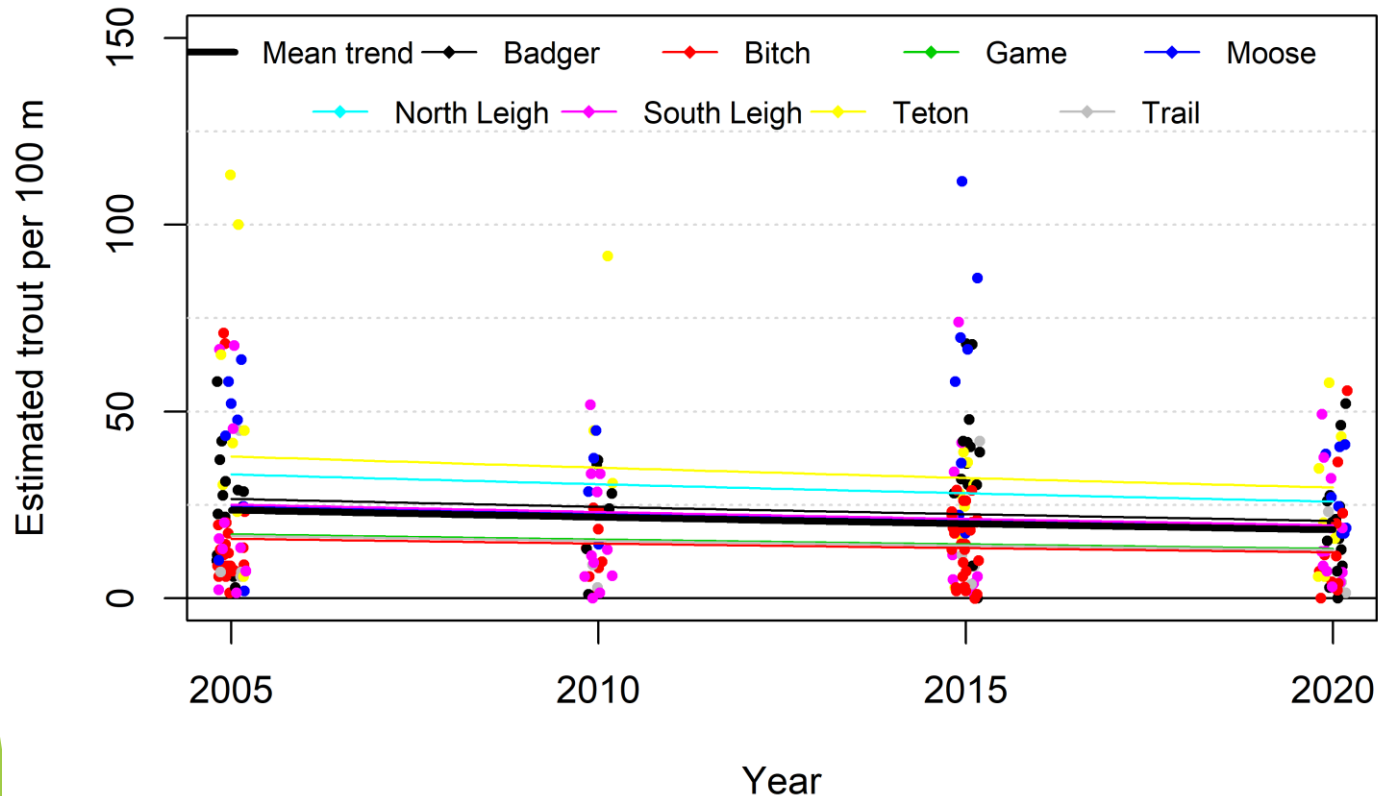 Mean trend Badger Bitch Game Moose
North Leigh South Leigh Teton Trail
Estimated trout per 100 m
150
100
50
0
2005 2010 2015 2020
Year